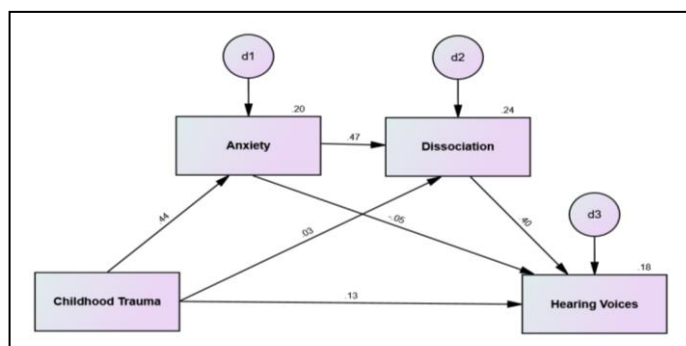 d1
d2
.20
.24
Anxiety
.47
Dissociation
.44
.03
-.05
.40
d3
.18
Childhood Trauma
.13
Hearing Voices